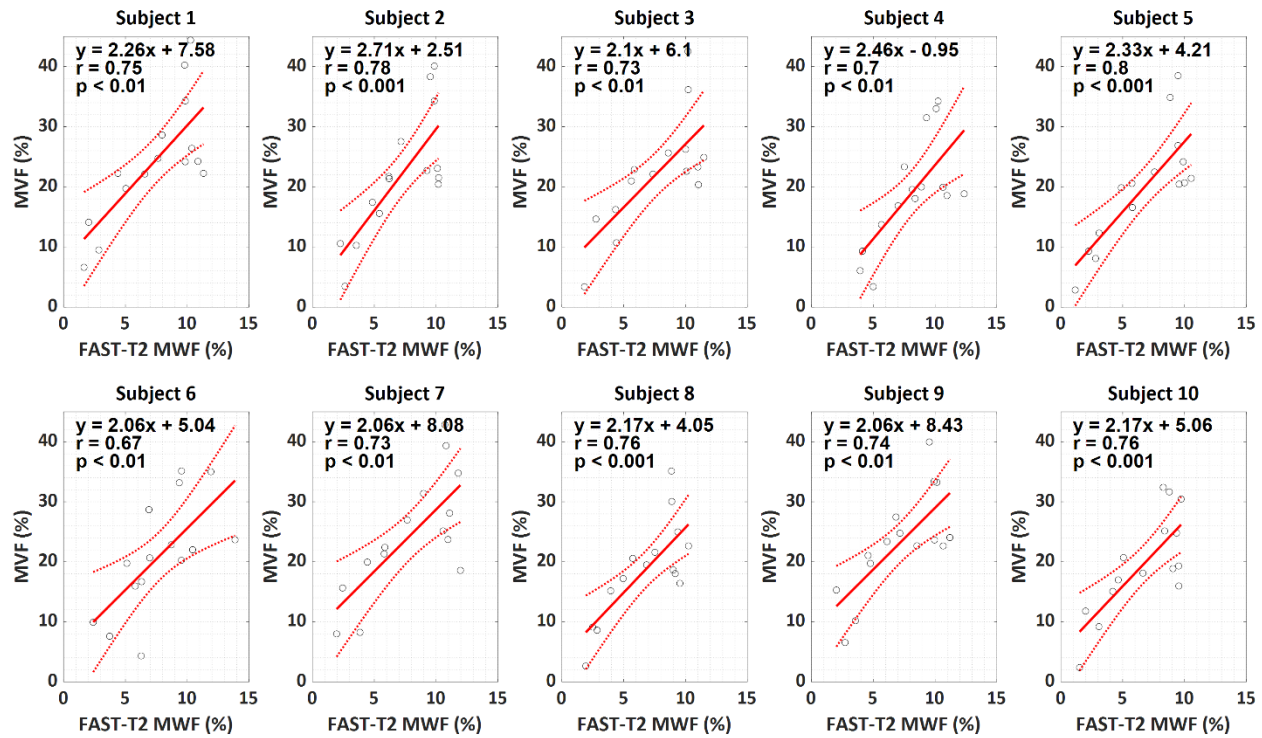 Subject 1
y = 2.26x + 7.58
r = 0.75
p < 0.01
MVF (%)
40
30
20
10
0
0 5 10 15
FAST-T2 MWF (%)
Subject 2
y = 2.71x + 2.51
r = 0.78
p < 0.001
MVF (%)
40
30
20
10
0
0 5 10 15
FAST-T2 MWF (%)
Subject 3
y = 2.1x + 6.1
r = 0.73
p < 0.01
MVF (%)
40
30
20
10
0
0 5 10 15
FAST-T2 MWF (%)
Subject 4
y = 2.46x - 0.95
r = 0.7
p < 0.01
MVF (%)
40
30
20
10
0
0 5 10 15
FAST-T2 MWF (%)
Subject 5
y = 2.33x + 4.21
r = 0.8
p < 0.001
MVF (%)
40
30
20
10
0
0 5 10 15
FAST-T2 MWF (%)
Subject 6
y = 2.06x + 5.04
r = 0.67
p < 0.01
MVF (%)
40
30
20
10
0
0 5 10 15
FAST-T2 MWF (%)
Subject 7
y = 2.06x + 8.08
r = 0.73
p < 0.01
MVF (%)
40
30
20
10
0
0 5 10 15
FAST-T2 MWF (%)
Subject 8
y = 2.17x + 4.05
r = 0.76
p < 0.001
MVF (%)
40
30
20
10
0
0 5 10 15
FAST-T2 MWF (%)
Subject 9
y = 2.06x + 8.43
r = 0.74
p < 0.01
MVF (%)
40
30
20
10
0
0 5 10 15
FAST-T2 MWF (%)
Subject 10
y = 2.17x + 5.06
r = 0.76
p < 0.001
MVF (%)
40
30
20
10
0
0 5 10 15
FAST-T2 MWF (%)